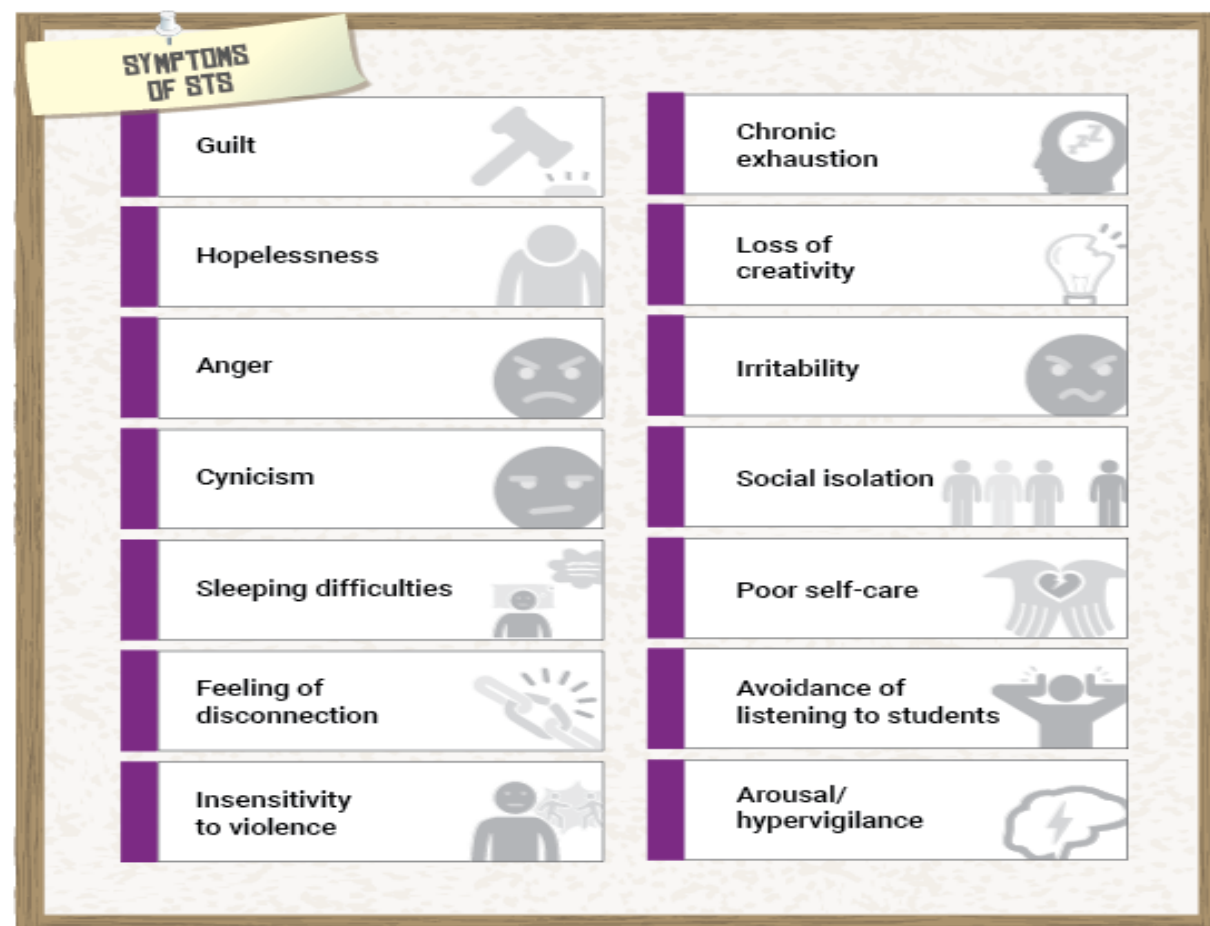 SYMPTOMS
OF STS
Guilt
Hopelessness
Anger
Cynicism
Sleeping difficulties
Feeling of
disconnection
Insensitivity
to violence
Chronic
exhaustion
Loss of
creativity
Irritability
Social isolation
Poor self-care
Avoidance of
listening to students
Arousal/
hypervigilance